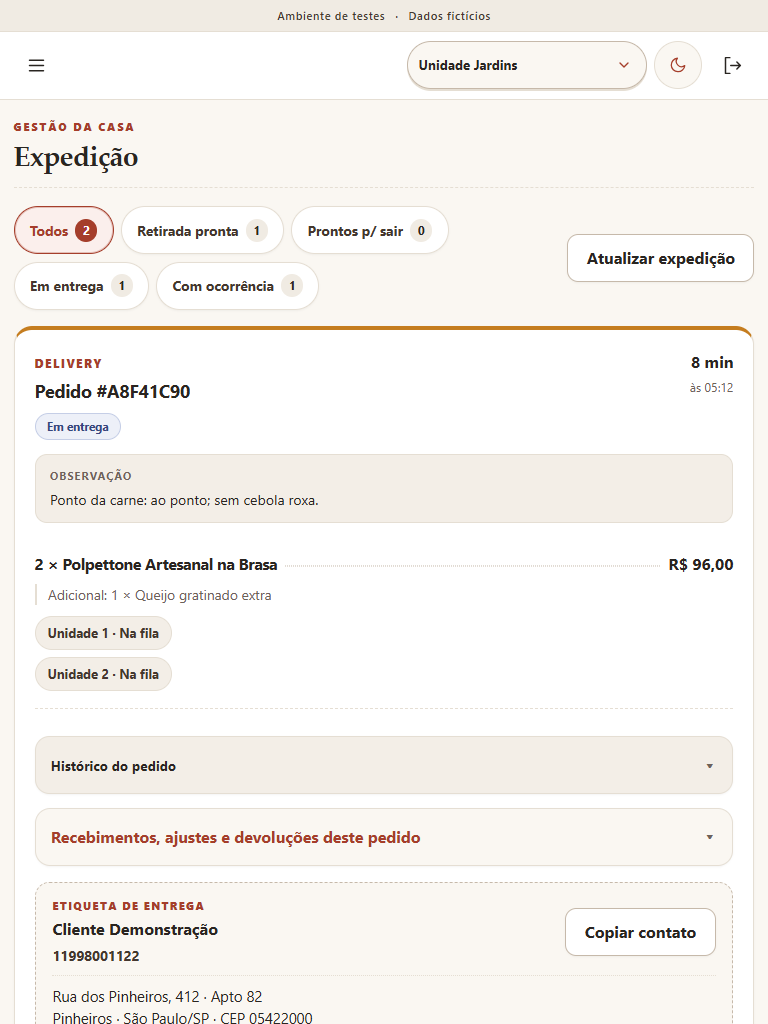 Ambiente de testes · Dados fictícios
Unidade Jardins
GESTÃO DA CASA
Expedição
Todos 2
Retirada pronta 1
Prontos p/ sair 0
Em entrega 1
Com ocorrência 1
Atualizar expedição
DELIVERY
8 min
Pedido #A8F41C90
às 05:12
Em entrega
OBSERVAÇÃO
Ponto da carne: ao ponto; sem cebola roxa.
2 × Polpettone Artesanal na Brasa R$ 96,00
Adicional: 1 × Queijo gratinado extra
Unidade 1 · Na fila
Unidade 2 · Na fila
Histórico do pedido
Recebimentos, ajustes e devoluções deste pedido
ETIQUETA DE ENTREGA
Cliente Demonstração
Copiar contato
11998001122
Rua dos Pinheiros, 412 · Apto 82
Pinheiros · São Paulo/SP · CEP 05422000